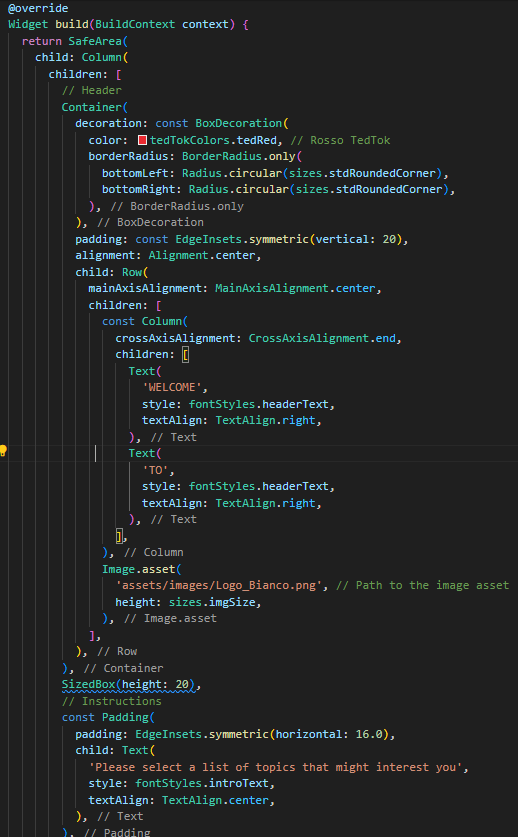 @override
Widget build(BuildContext context) {
  return SafeArea(
    child: Column(
      children: [
        // Header
        Container(
          decoration: const BoxDecoration(
            color: tedTokColors.tedRed, // Rosso TedTok
            borderRadius: BorderRadius.only(
              bottomLeft: Radius.circular(sizes.stdRoundedCorner),
              bottomRight: Radius.circular(sizes.stdRoundedCorner),
            ), // BorderRadius.only
          ), // BoxDecoration
          padding: const EdgeInsets.symmetric(vertical: 20),
          alignment: Alignment.center,
          child: Row(
            mainAxisAlignment: MainAxisAlignment.center,
            children: [
              const Column(
                crossAxisAlignment: CrossAxisAlignment.end,
                children: [
                  Text(
                    'WELCOME',
                    style: fontStyles.headerText,
                    textAlign: TextAlign.right,
                  ), // Text
                  Text(
                    'TO',
                    style: fontStyles.headerText,
                    textAlign: TextAlign.right,
                  ), // Text
                ],
              ), // Column
              Image.asset(
                'assets/images/Logo_Bianco.png', // Path to the image asset
                height: sizes.imgSize,
              ), // Image.asset
            ],
          ), // Row
        ), // Container
        SizedBox(height: 20),
        // Instructions
        const Padding(
          padding: EdgeInsets.symmetric(horizontal: 16.0),
          child: Text(
            'Please select a list of topics that might interest you',
            style: fontStyles.introText,
            textAlign: TextAlign.center,
          ), // Text
        ), // Padding